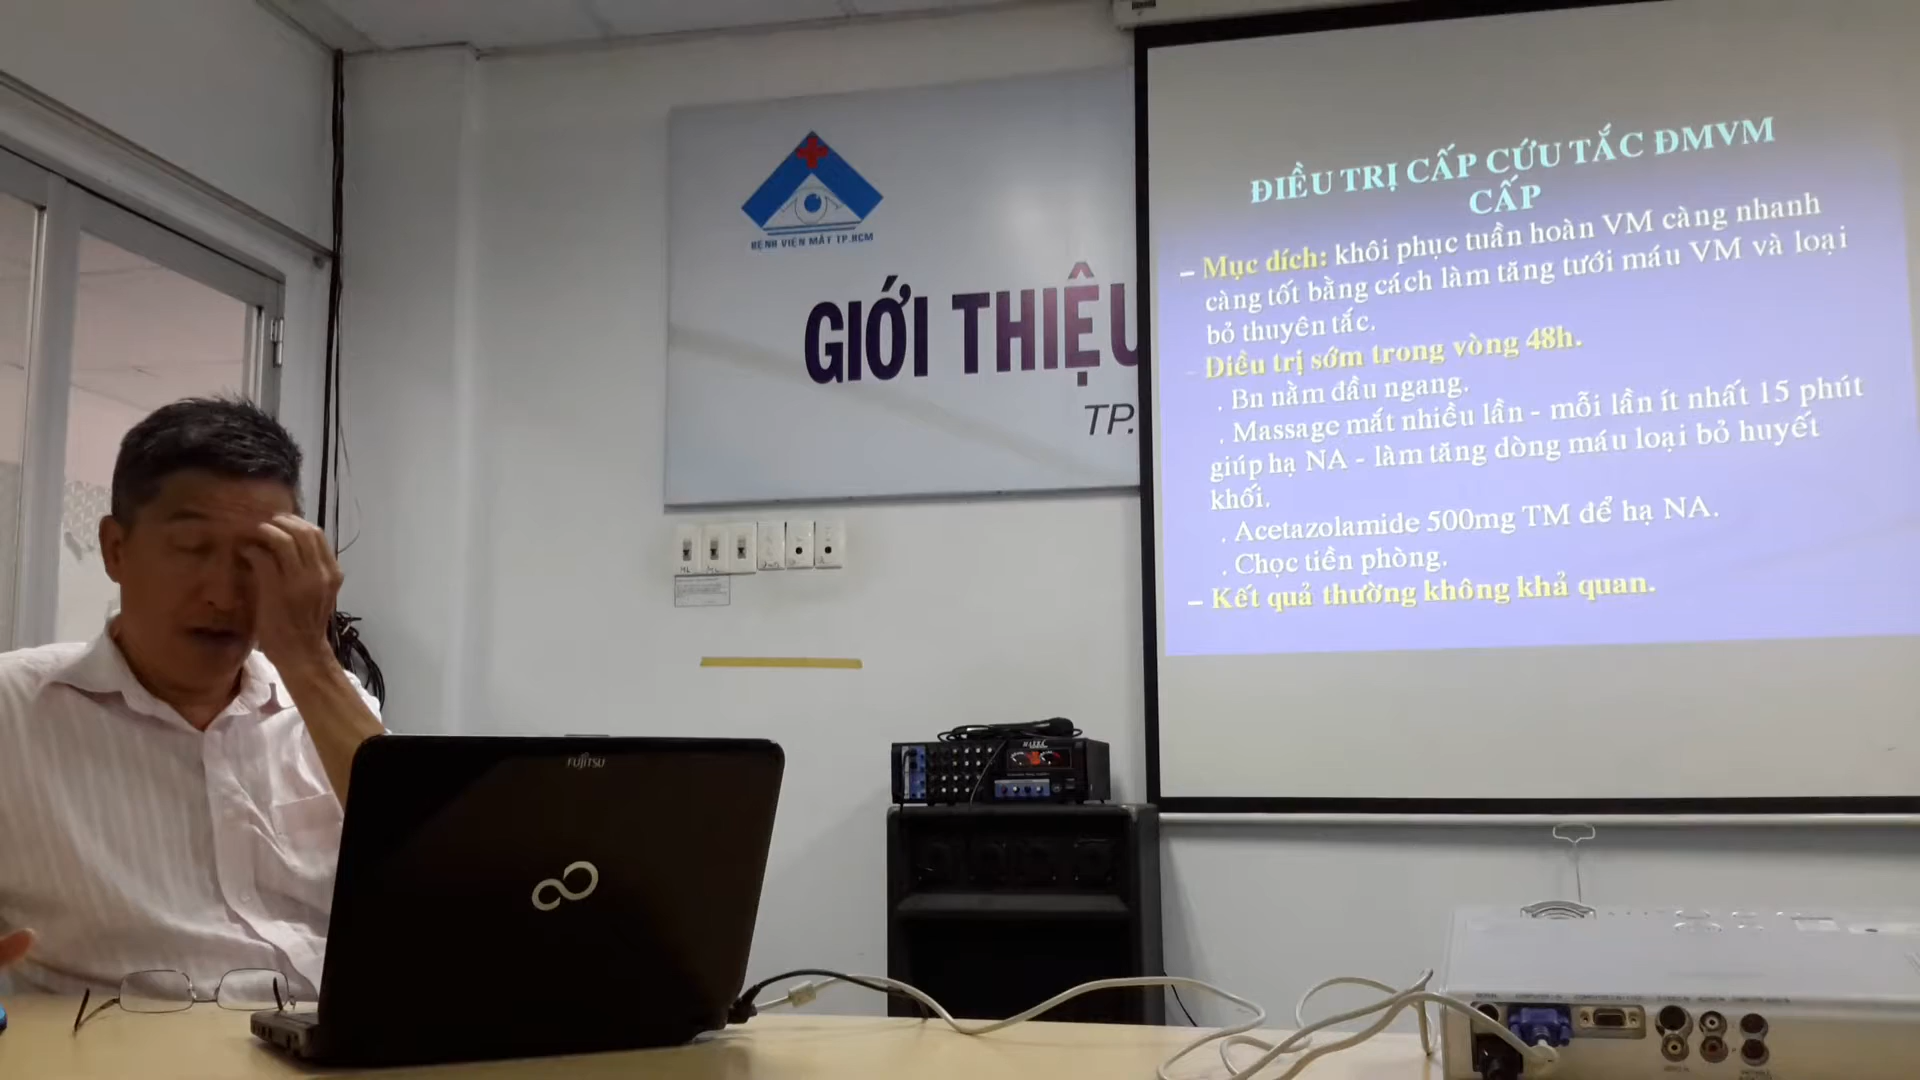 BỆNH VIỆN MẮT TP.HCM
GIỚI THIỆU
TP.
ĐIỀU TRỊ CẤP CỨU TẮC ĐMVM
CẤP
– Mục đích: khôi phục tuần hoàn VM càng nhanh
càng tốt bằng cách làm tăng tưới máu VM và loại
bỏ thuyên tắc.
- Điều trị sớm trong vòng 48h.
. Bn nằm đầu ngang.
. Massage mắt nhiều lần - mỗi lần ít nhất 15 phút
giúp hạ NA - làm tăng dòng máu loại bỏ huyết
khối.
. Acetazolamide 500mg TM để hạ NA.
. Chọc tiền phòng.
– Kết quả thường không khả quan.
FUJITSU